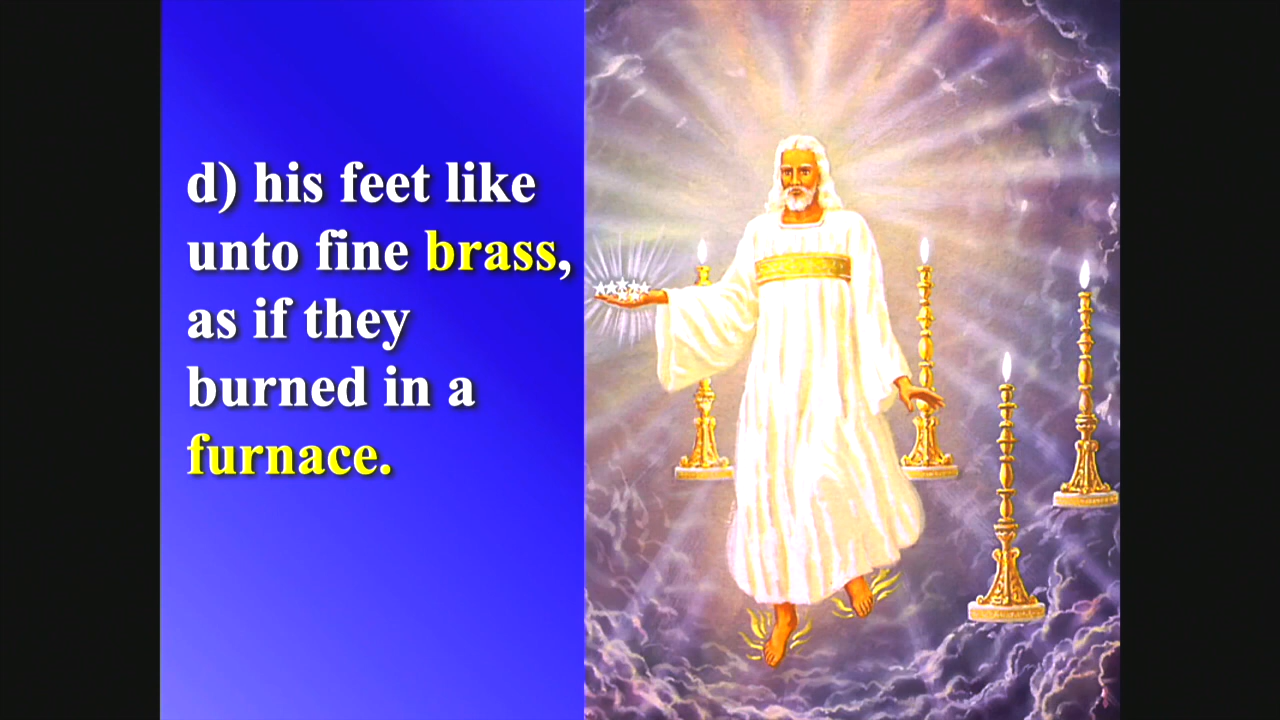 d) his feet like
unto fine brass,
as if they
burned in a
furnace.